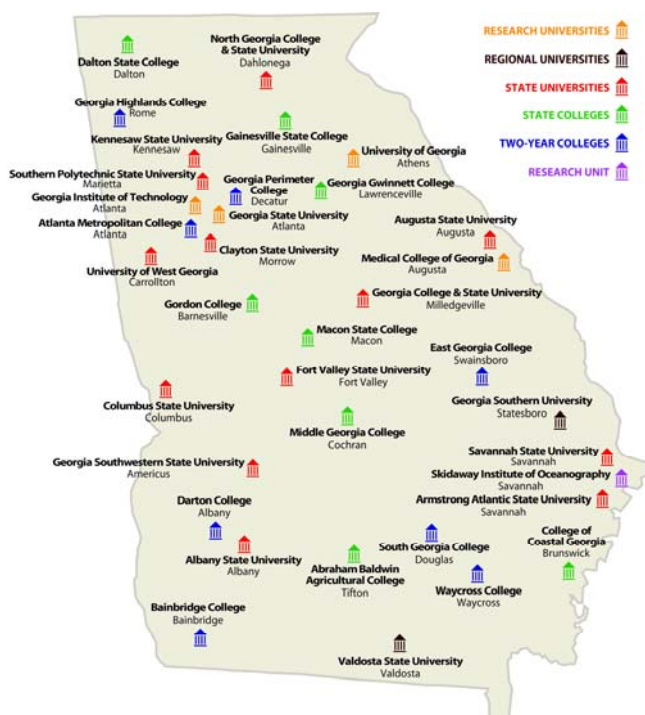 RESEARCH UNIVERSITIES
REGIONAL UNIVERSITIES
STATE UNIVERSITIES
STATE COLLEGES
TWO-YEAR COLLEGES
RESEARCH UNIT
Dalton State College
Dalton
North Georgia College
& State University
Dahlonega
Georgia Highlands College
Rome
Gainesville State College
Gainesville
Kennesaw State University
Kennesaw
University of Georgia
Athens
Southern Polytechnic State University
Marietta
Georgia Perimeter
College
Decatur
Georgia Gwinnett College
Lawrenceville
Georgia Institute of Technology
Atlanta
Georgia State University
Atlanta
Atlanta Metropolitan College
Atlanta
Augusta State University
Augusta
Clayton State University
Morrow
Medical College of Georgia
Augusta
University of West Georgia
Carrollton
Gordon College
Barnesville
Georgia College & State University
Milledgeville
Macon State College
Macon
East Georgia College
Swainsboro
Fort Valley State University
Fort Valley
Columbus State University
Columbus
Georgia Southern University
Statesboro
Middle Georgia College
Cochran
Savannah State University
Savannah
Georgia Southwestern State University
Americus
Skidaway Institute of Oceanography
Savannah
Armstrong Atlantic State University
Savannah
Darton College
Albany
Albany State University
Albany
South Georgia College
Douglas
College of
Coastal Georgia
Brunswick
Abraham Baldwin
Agricultural College
Tifton
Waycross College
Waycross
Bainbridge College
Bainbridge
Valdosta State University
Valdosta